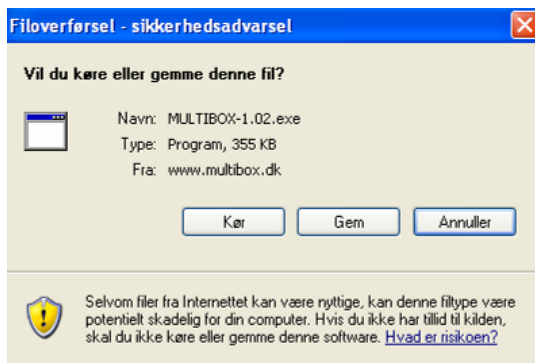 Filoverførsel - sikkerhedsadvarsel
Vil du køre eller gemme denne fil?
Navn: MULTIBOX-1.02.exe
Type: Program, 355 KB
Fra: www.multibox.dk
Kør Gem Annuller
Selvom filer fra Internettet kan være nyttige, kan denne filtype være
potentielt skadelig for din computer. Hvis du ikke har tillid til kilden,
skal du ikke køre eller gemme denne software. Hvad er risikoen?